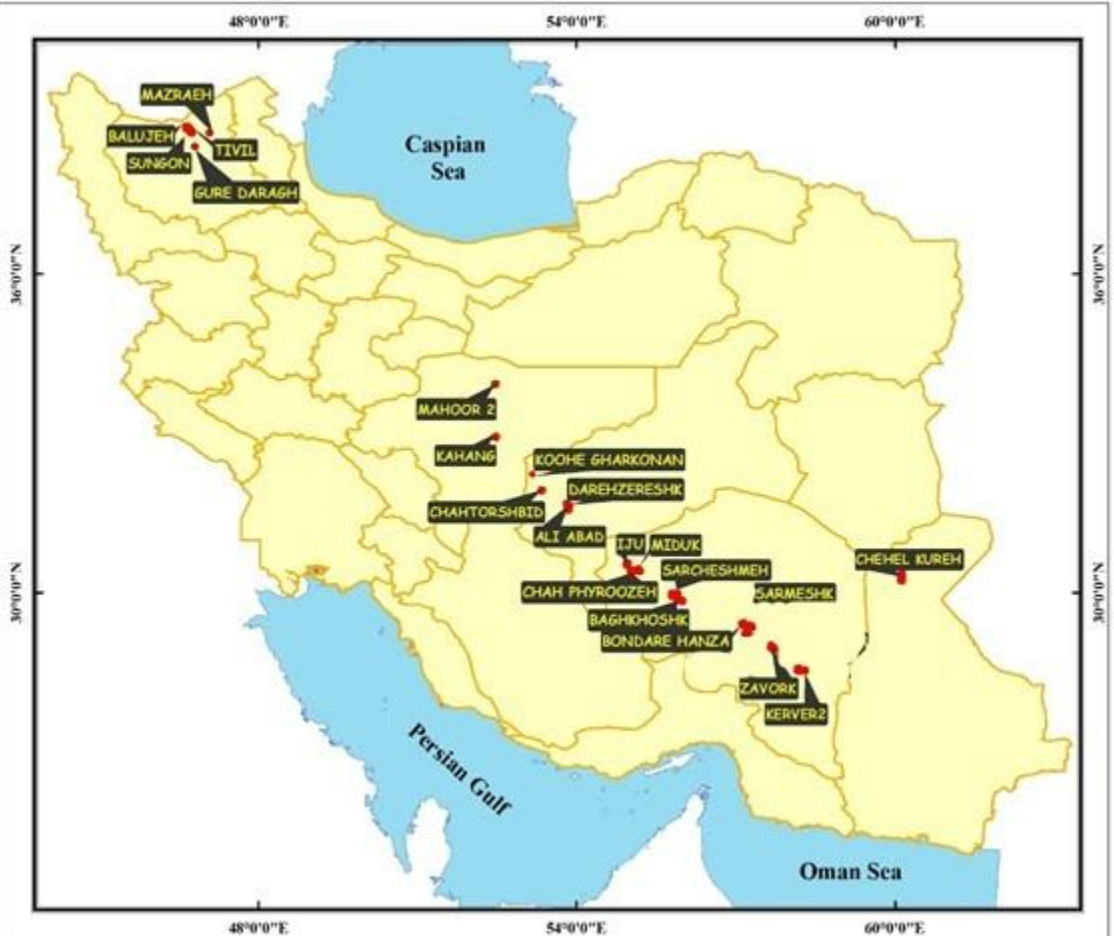 48°0'0"E 54°0'0"E 60°0'0"E
MAZRAEH
BALUJEH
TIVIL
SUNGON
GURE DARAGH
Caspian
Sea
36°0'0"N 36°0'0"N
MAHOOR 2
KAHANG
KOOHE GHARKONAN
DAREHZERESHK
CHAHTORSHBID
ALI ABAD
IJU MIDUK
CHEHEL KUREH
SARCHESHMEH
CHAH PHYROOZEH
SARMESHK
30°0'0"N 30°0'0"N
BAGHKHOSHK
BONDARE HANZA
ZAVORK
KERVER2
Persian Gulf
Oman Sea
48°0'0"E 54°0'0"E 60°0'0"E